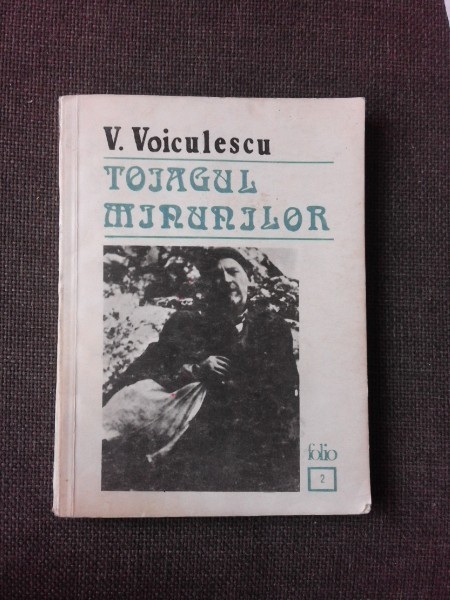 V. Voiculescu
TOIAGUL
MINUNILOR
folio
2